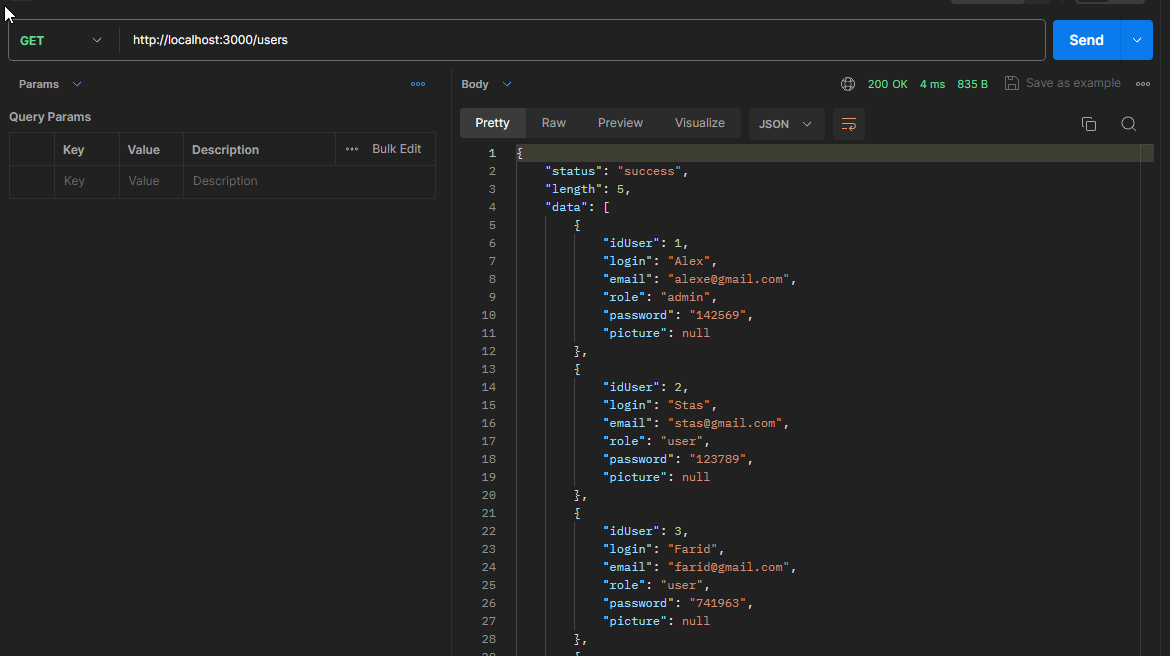 GET http://localhost:3000/users Send
Params Body 200 OK 4 ms 835 B Save as example
Query Params Pretty Raw Preview Visualize JSON
Key Value Description Bulk Edit
Key Value Description
1 {
2 "status": "success",
3 "length": 5,
4 "data": [
5 {
6 "idUser": 1,
7 "login": "Alex",
8 "email": "alexe@gmail.com",
9 "role": "admin",
10 "password": "142569",
11 "picture": null
12 },
13 {
14 "idUser": 2,
15 "login": "Stas",
16 "email": "stas@gmail.com",
17 "role": "user",
18 "password": "123789",
19 "picture": null
20 },
21 {
22 "idUser": 3,
23 "login": "Farid",
24 "email": "farid@gmail.com",
25 "role": "user",
26 "password": "741963",
27 "picture": null
28 },